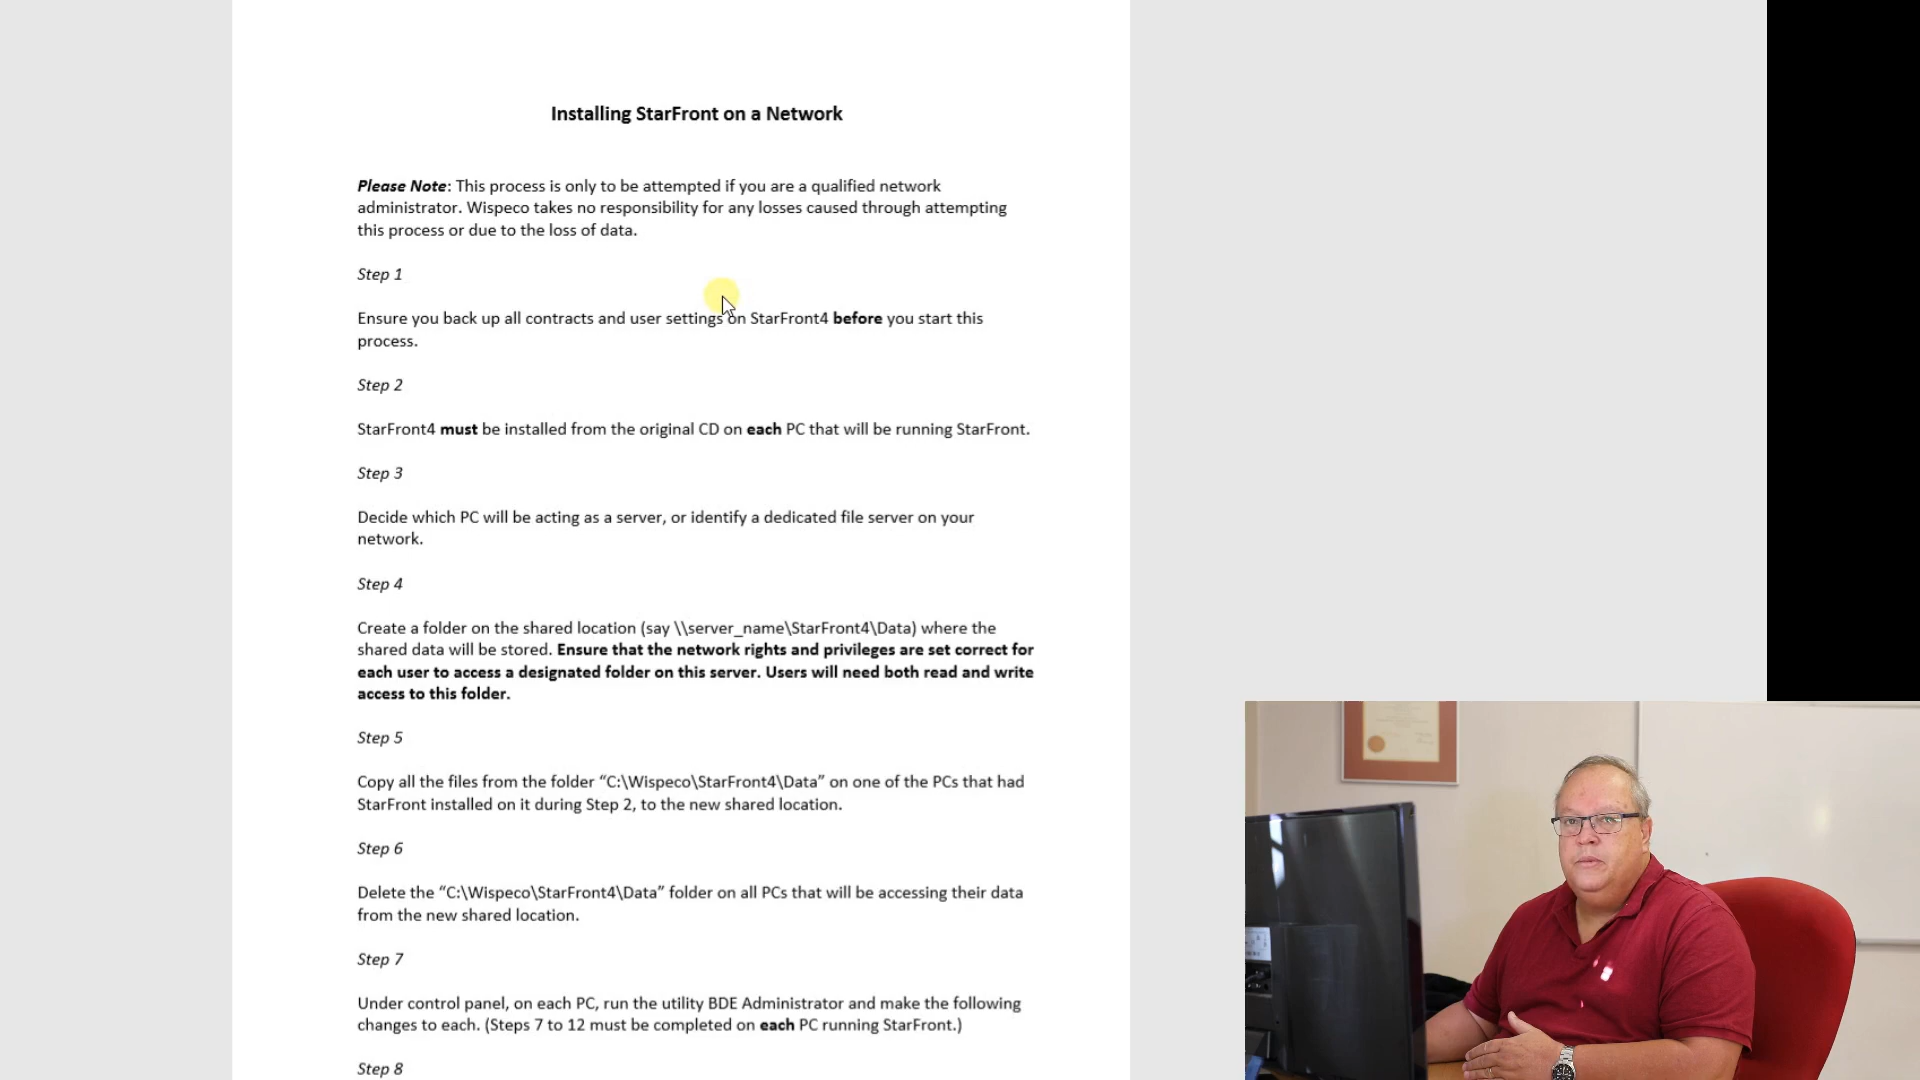 Installing StarFront on a Network
Please Note: This process is only to be attempted if you are a qualified network
administrator. Wispeco takes no responsibility for any losses caused through attempting
this process or due to the loss of data.
Step 1
Ensure you back up all contracts and user settings on StarFront4 before you start this
process.
Step 2
StarFront4 must be installed from the original CD on each PC that will be running StarFront.
Step 3
Decide which PC will be acting as a server, or identify a dedicated file server on your
network.
Step 4
Create a folder on the shared location (say \\server_name\StarFront4\Data) where the
shared data will be stored. Ensure that the network rights and privileges are set correct for
each user to access a designated folder on this server. Users will need both read and write
access to this folder.
Step 5
Copy all the files from the folder “C:\Wispeco\StarFront4\Data” on one of the PCs that had
StarFront installed on it during Step 2, to the new shared location.
Step 6
Delete the “C:\Wispeco\StarFront4\Data” folder on all PCs that will be accessing their data
from the new shared location.
Step 7
Under control panel, on each PC, run the utility BDE Administrator and make the following
changes to each. (Steps 7 to 12 must be completed on each PC running StarFront.)
Step 8